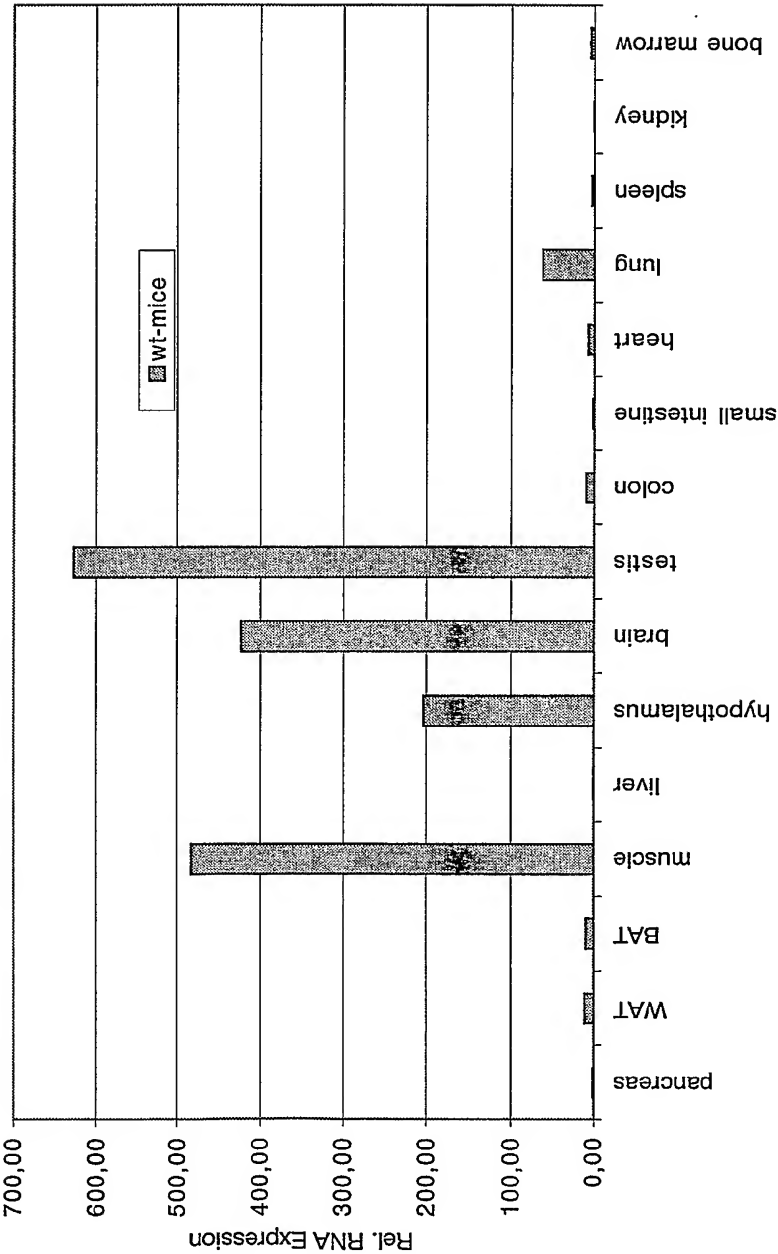 Rel. RNA Expression
700,00
600,00
500,00
400,00
300,00
200,00
100,00
0,00
wt-mice
pancreas
WAT
BAT
muscle
liver
hypothalamus
brain
testis
colon
small intestine
heart
lung
spleen
kidney
bone marrow